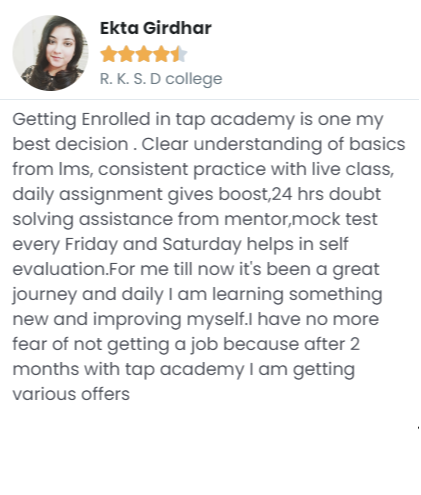 Ekta Girdhar
R. K. S. D college
Getting Enrolled in tap academy is one my
best decision . Clear understanding of basics
from lms, consistent practice with live class,
daily assignment gives boost,24 hrs doubt
solving assistance from mentor,mock test
every Friday and Saturday helps in self
evaluation.For me till now it's been a great
journey and daily I am learning something
new and improving myself.I have no more
fear of not getting a job because after 2
months with tap academy I am getting
various offers